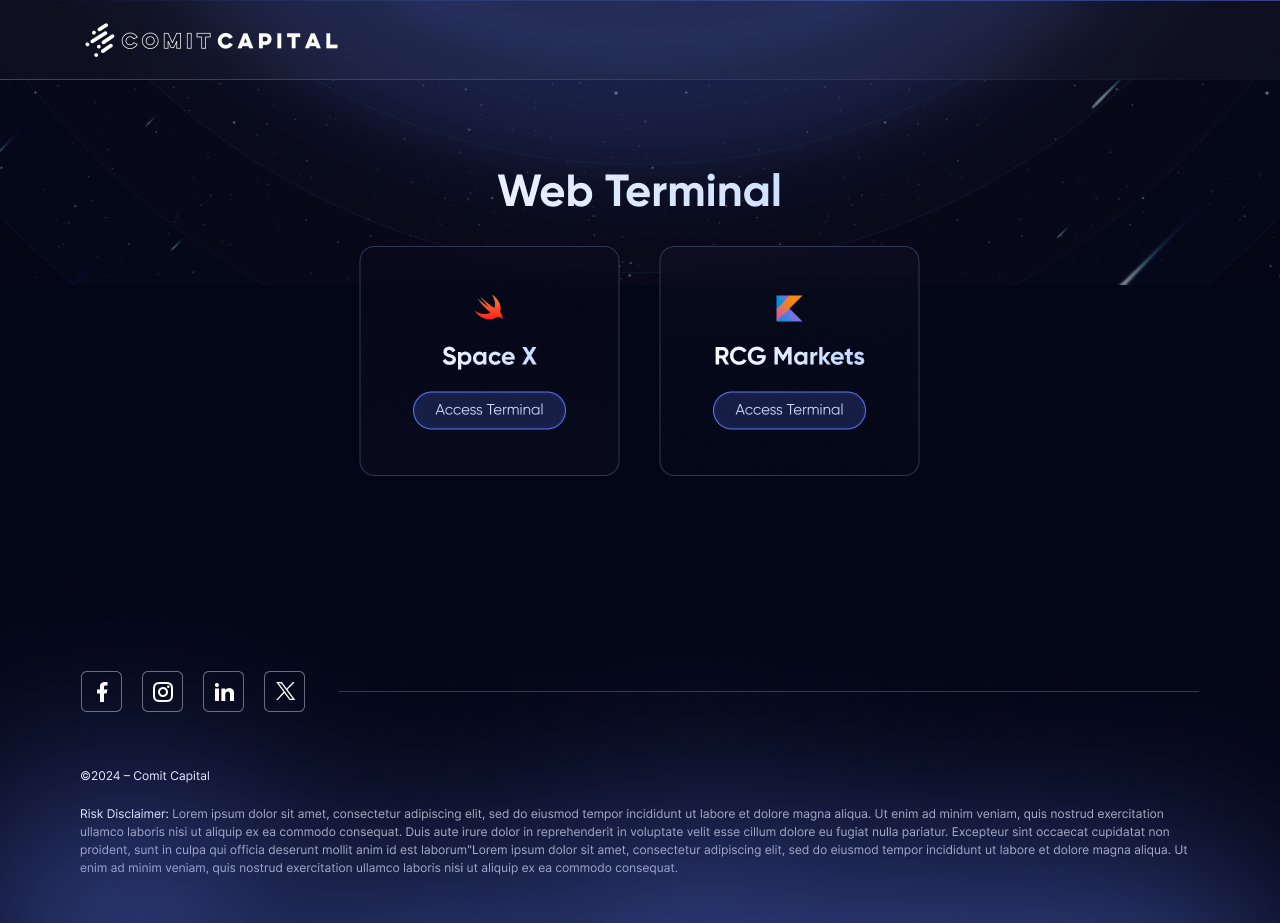 COMIT CAPITAL
Web Terminal
Space X
RCG Markets
Access Terminal
Access Terminal
©2024 – Comit Capital
Risk Disclaimer: Lorem ipsum dolor sit amet, consectetur adipiscing elit, sed do eiusmod tempor incididunt ut labore et dolore magna aliqua. Ut enim ad minim veniam, quis nostrud exercitation
ullamco laboris nisi ut aliquip ex ea commodo consequat. Duis aute irure dolor in reprehenderit in voluptate velit esse cillum dolore eu fugiat nulla pariatur. Excepteur sint occaecat cupidatat non
proident, sunt in culpa qui officia deserunt mollit anim id est laborum"Lorem ipsum dolor sit amet, consectetur adipiscing elit, sed do eiusmod tempor incididunt ut labore et dolore magna aliqua. Ut
enim ad minim veniam, quis nostrud exercitation ullamco laboris nisi ut aliquip ex ea commodo consequat.